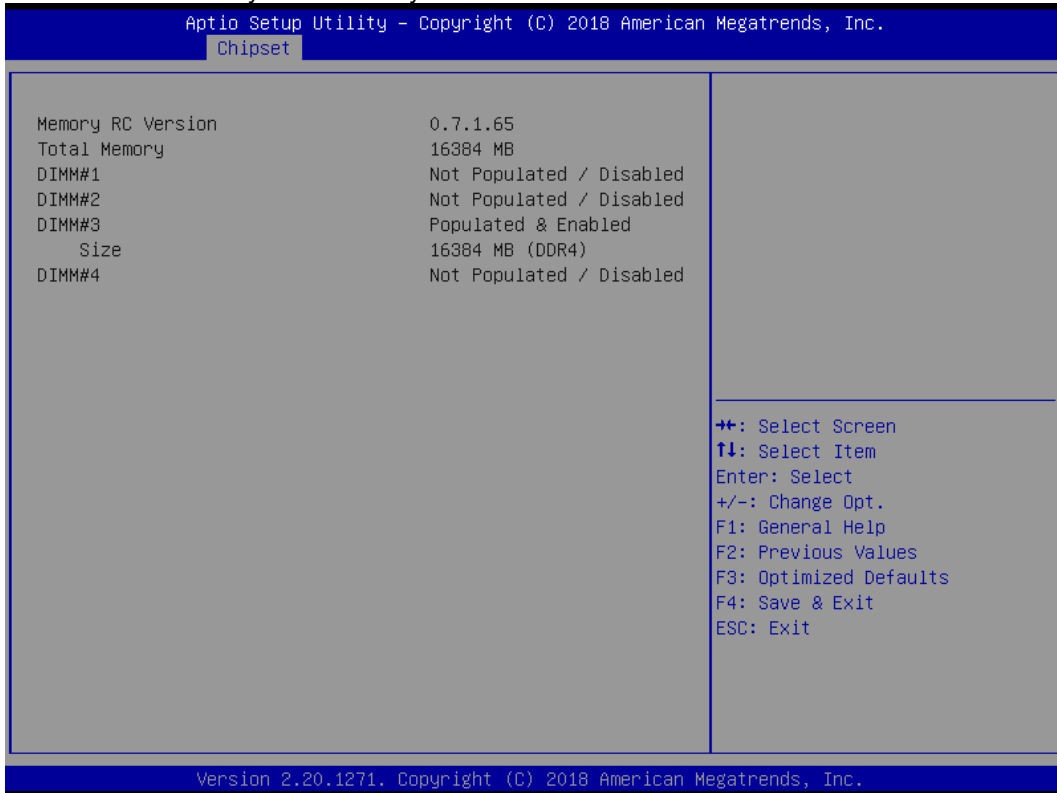 Aptio Setup Utility – Copyright (C) 2018 American Megatrends, Inc.
Chipset
Memory RC Version 0.7.1.65
Total Memory 16384 MB
DIMM#1 Not Populated / Disabled
DIMM#2 Not Populated / Disabled
DIMM#3 Populated & Enabled
Size 16384 MB (DDR4)
DIMM#4 Not Populated / Disabled
→←: Select Screen
↑↓: Select Item
Enter: Select
+/-: Change Opt.
F1: General Help
F2: Previous Values
F3: Optimized Defaults
F4: Save & Exit
ESC: Exit
Version 2.20.1271. Copyright (C) 2018 American Megatrends, Inc.